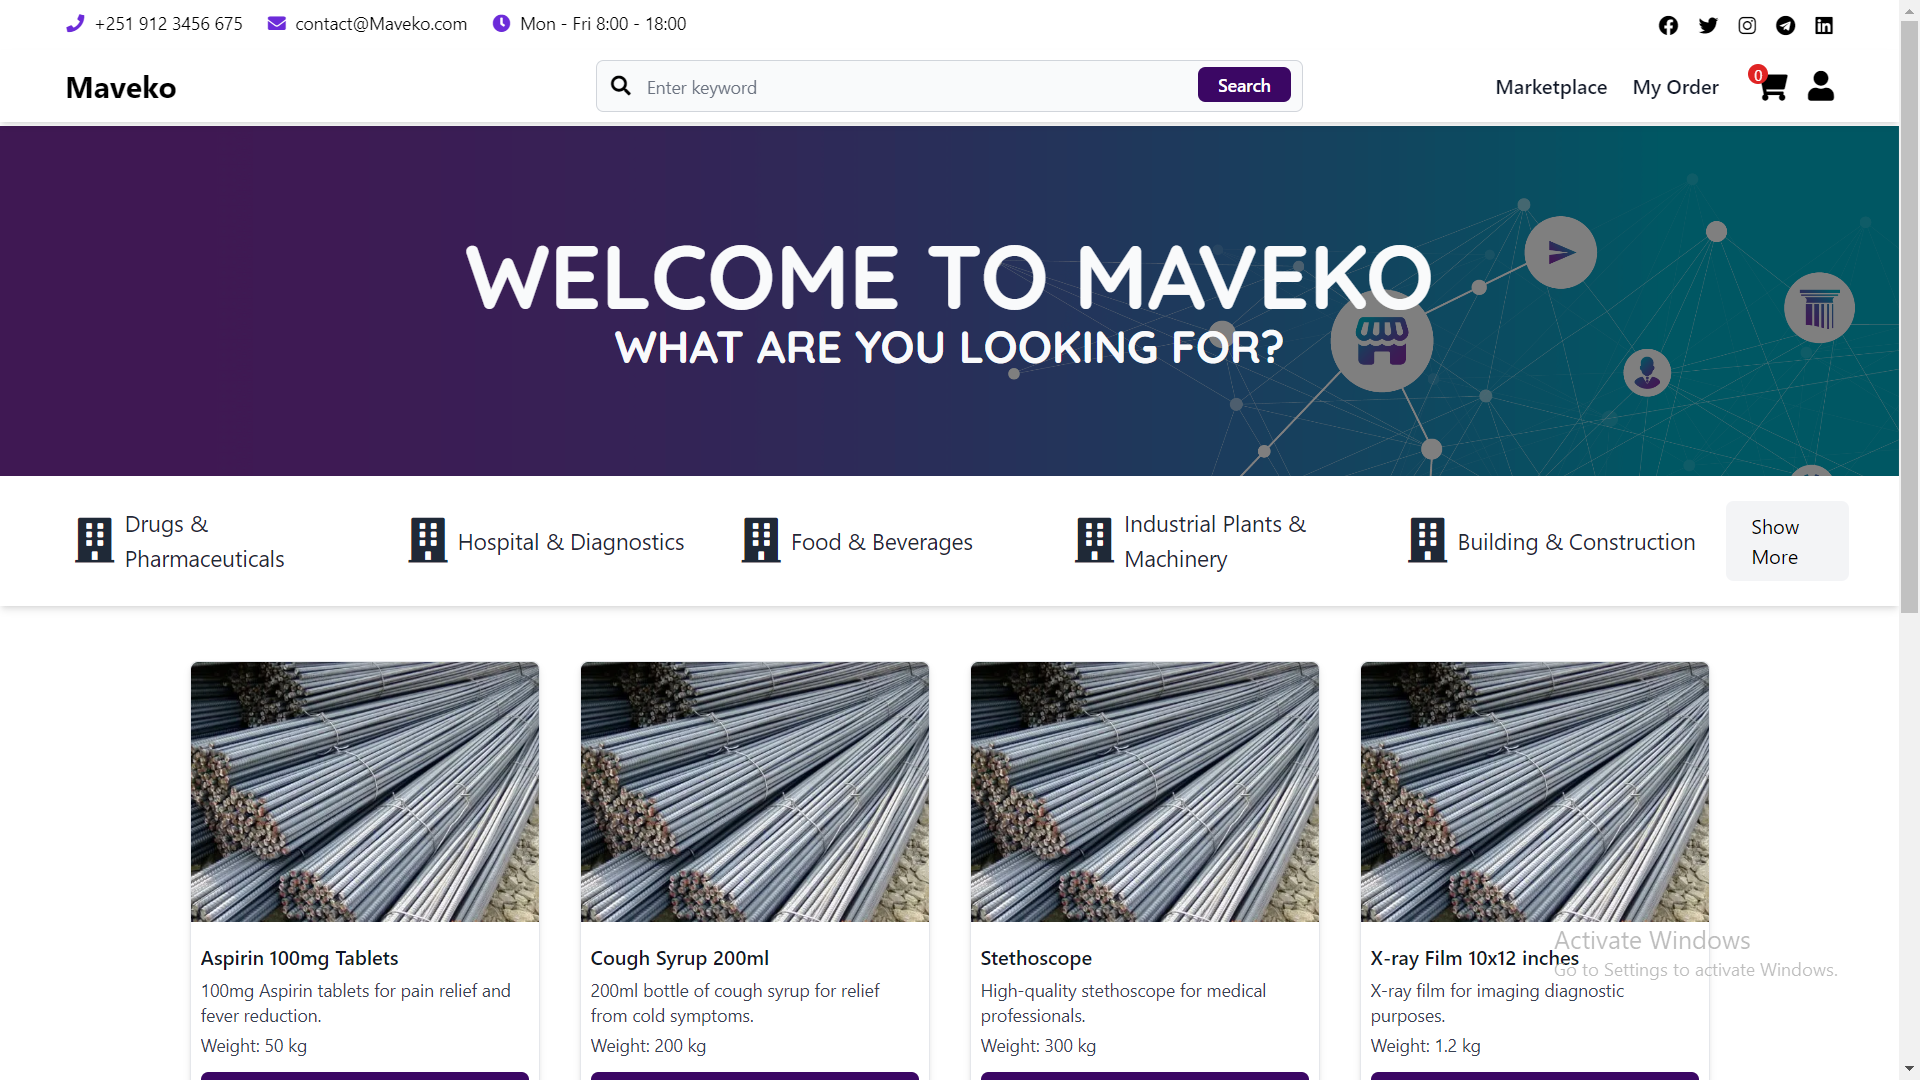 +251 912 3456 675
contact@Maveko.com
Mon - Fri 8:00 - 18:00
Maveko
Enter keyword
Search
Marketplace
My Order
0
WELCOME TO MAVEKO
WHAT ARE YOU LOOKING FOR?
Drugs &
Pharmaceuticals
Hospital & Diagnostics
Food & Beverages
Industrial Plants &
Machinery
Building & Construction
Show
More
Aspirin 100mg Tablets
100mg Aspirin tablets for pain relief and
fever reduction.
Weight: 50 kg
Cough Syrup 200ml
200ml bottle of cough syrup for relief
from cold symptoms.
Weight: 200 kg
Stethoscope
High-quality stethoscope for medical
professionals.
Weight: 300 kg
X-ray Film 10x12 inches
X-ray film for imaging diagnostic
purposes.
Weight: 1.2 kg
Activate Windows
Go to Settings to activate Windows.